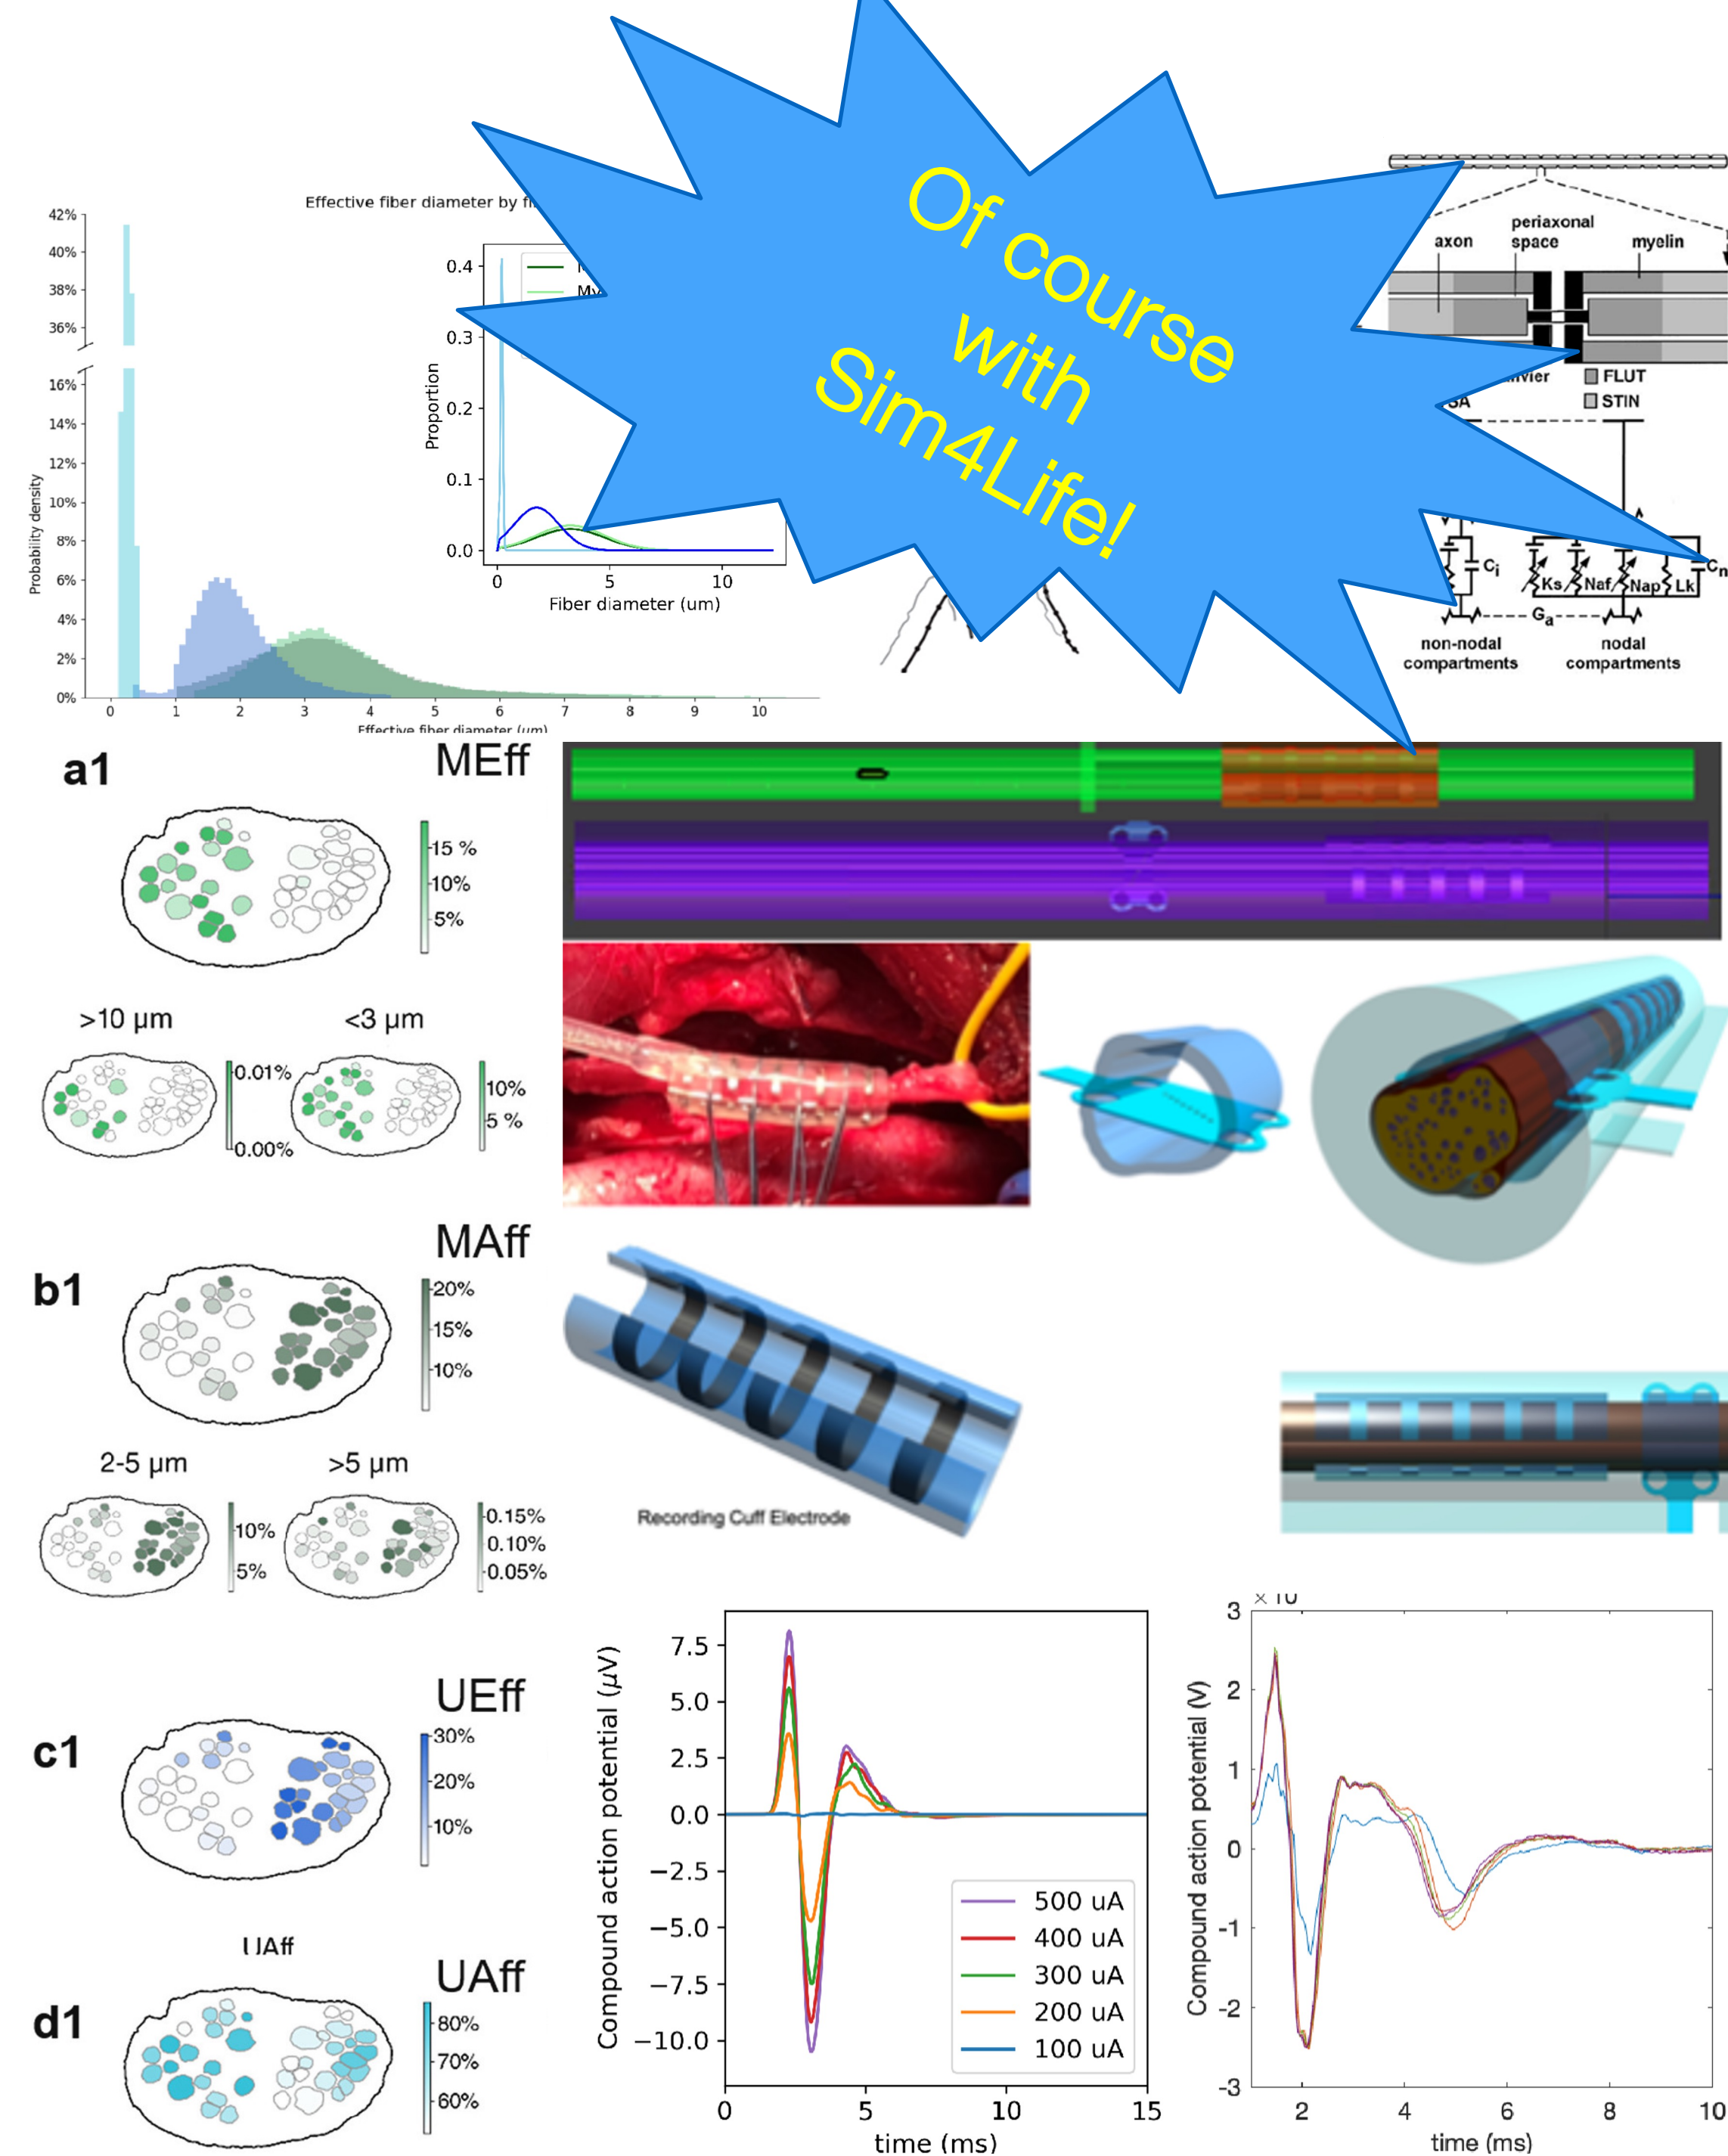 Effective fiber diameter by
42%
40%
38%
36%
16%
14%
12%
10%
8%
6%
4%
2%
0%
Probability density
0 1 2 3 4 5 6 7 8 9 10
Effective fiber diameter (um)
0.4
0.3
0.2
0.1
0.0
Proportion
0 5 10
Fiber diameter (um)
Of course
with
Sim4Life!
axon
periaxonal
space
myelin
FLUT
STIN
Ci
Ks Naf Nap Lk
Ga
non-nodal
compartments
nodal
compartments
a1
MEff
15 %
10%
5%
>10 μm
0.01%
0.00%
<3 μm
10%
5 %
b1
MAff
20%
15%
10%
2-5 μm
10%
5%
>5 μm
0.15%
0.10%
0.05%
Recording Cuff Electrode
c1
UEff
30%
20%
10%
UAff
d1
UAff
80%
70%
60%
Compound action potential (μV)
7.5
5.0
2.5
0.0
−2.5
−5.0
−7.5
−10.0
500 uA
400 uA
300 uA
200 uA
100 uA
0 5 10 15
time (ms)
× 10
Compound action potential (V)
3
2
1
0
-1
-2
-3
2 4 6 8 10
time (ms)